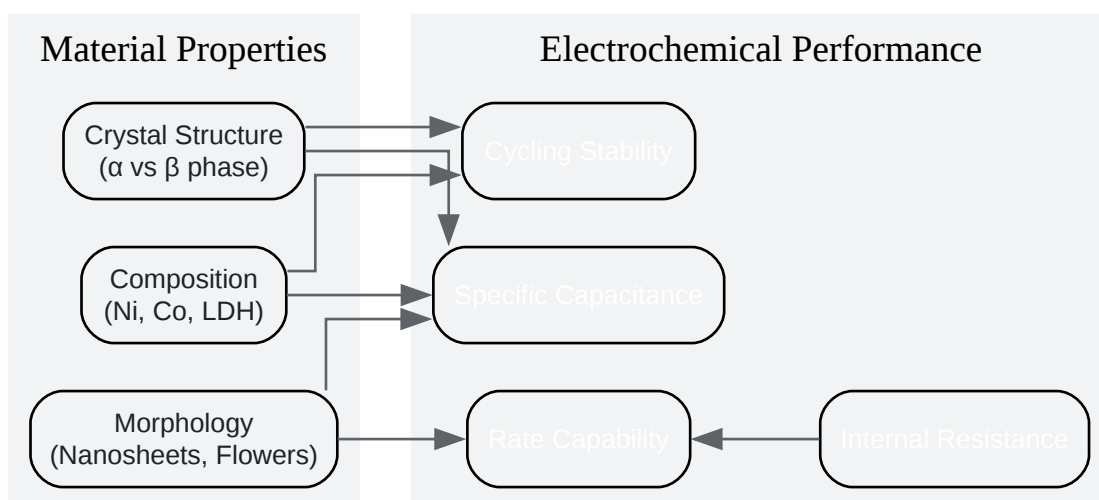 Material Properties
Electrochemical Performance
Crystal Structure
(α vs β phase)
Cycling Stability
Composition
(Ni, Co, LDH)
Specific Capacitance
Morphology
(Nanosheets, Flowers)
Rate Capability
Internal Resistance